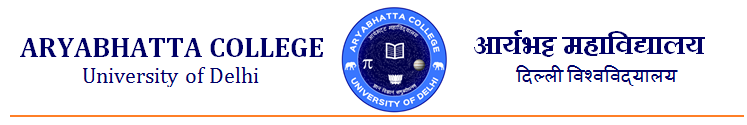 ARYABHATTA COLLEGE
University of Delhi
ARYABHATTA COLLEGE
π
UNIVERSITY OF DELHI
आर्यभट्ट महाविद्यालय
दिल्ली विश्वविद्यालय